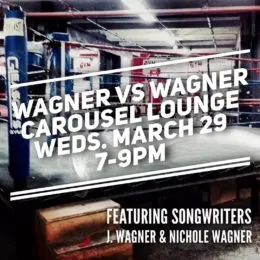 WAGNER VS WAGNER
CAROUSEL LOUNGE
WEDS. MARCH 29
7-9PM
FEATURING SONGWRITERS
J. WAGNER & NICHOLE WAGNER